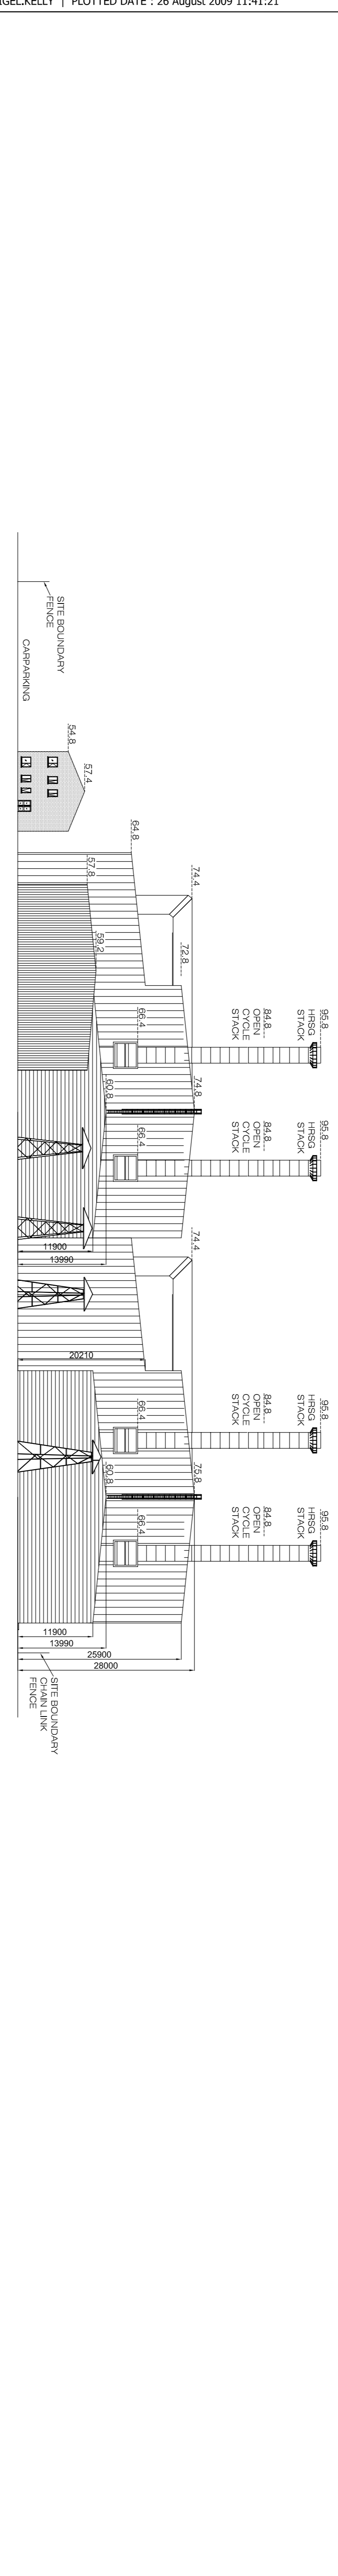 IGEL.KELLY | PLOTTED DATE : 26 August 2009 11:41:21
SITE BOUNDARY
FENCE
CARPARKING
54.8
57.4
64.8
57.8
59.2
74.4
72.8
95.8
HRSG
STACK
84.8
OPEN
CYCLE
STACK
66.4
60.8
74.8
95.8
HRSG
STACK
84.8
OPEN
CYCLE
STACK
66.4
11900
13990
74.4
20210
95.8
HRSG
STACK
84.8
OPEN
CYCLE
STACK
66.4
60.8
75.8
95.8
HRSG
STACK
84.8
OPEN
CYCLE
STACK
66.4
11900
13990
25900
28000
SITE BOUNDARY
CHAIN LINK
FENCE